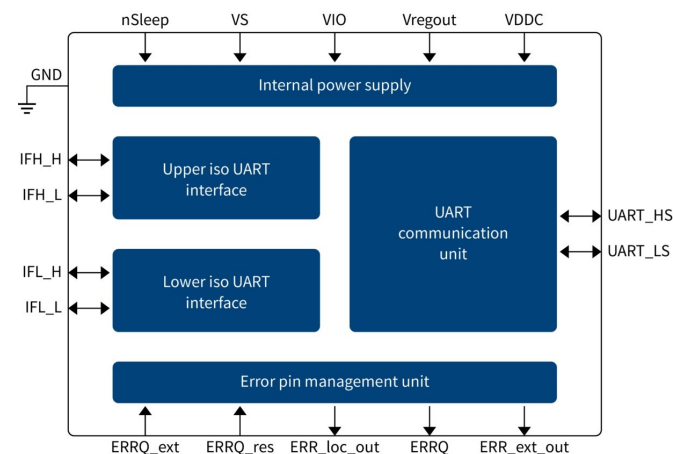 nSleep VS VIO Vregout VDDC
GND
Internal power supply
IFH_H
IFH_L
Upper iso UART
interface
UART
communication
unit
UART_HS
UART_LS
IFL_H
IFL_L
Lower iso UART
interface
Error pin management unit
ERRQ_ext ERRQ_res ERR_loc_out ERRQ ERR_ext_out